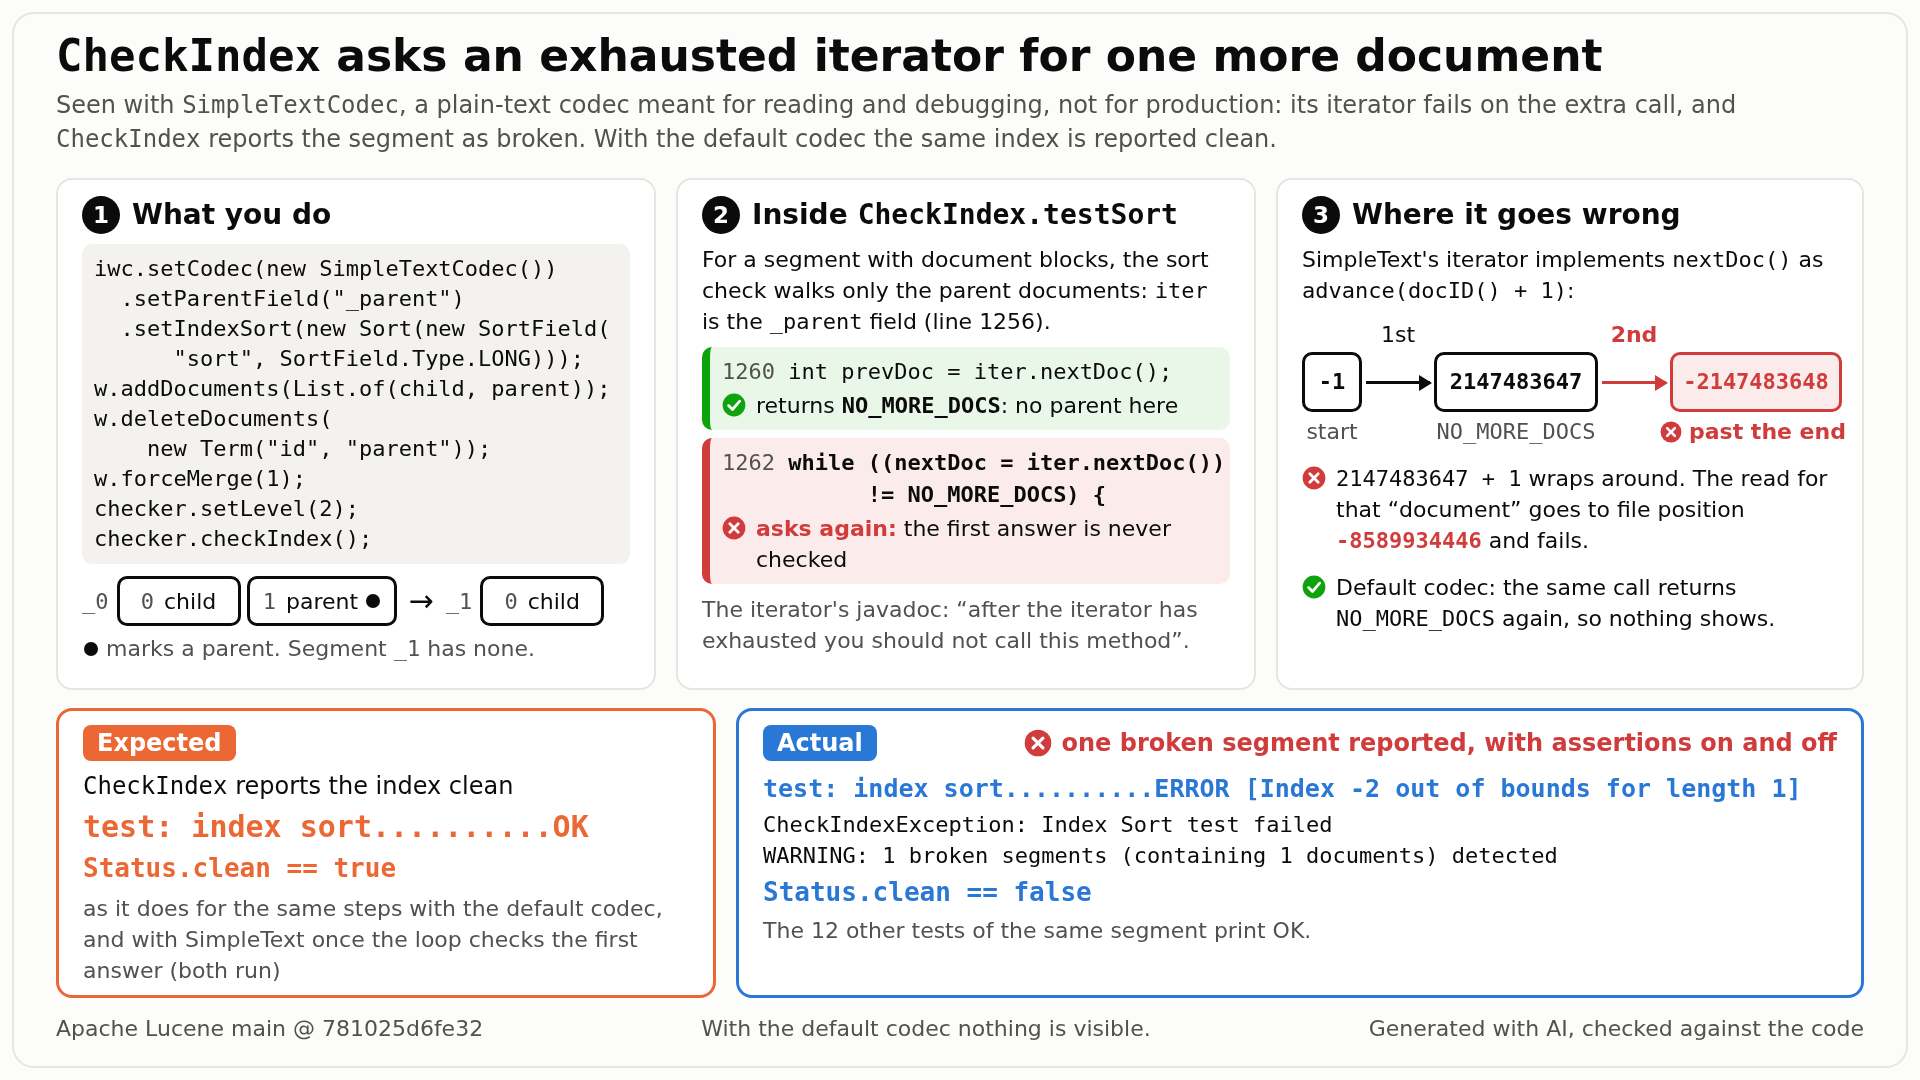 CheckIndex asks an exhausted iterator for one more document
Seen with SimpleTextCodec, a plain-text codec meant for reading and debugging, not for production: its iterator fails on the extra call, and
CheckIndex reports the segment as broken. With the default codec the same index is reported clean.
1 What you do
iwc.setCodec(new SimpleTextCodec())
  .setParentField("_parent")
  .setIndexSort(new Sort(new SortField(
      "sort", SortField.Type.LONG)));
w.addDocuments(List.of(child, parent));
w.deleteDocuments(
    new Term("id", "parent"));
w.forceMerge(1);
checker.setLevel(2);
checker.checkIndex();
_0 0 child 1 parent ● → _1 0 child
● marks a parent. Segment _1 has none.
2 Inside CheckIndex.testSort
For a segment with document blocks, the sort
check walks only the parent documents: iter
is the _parent field (line 1256).
1260 int prevDoc = iter.nextDoc();
returns NO_MORE_DOCS: no parent here
1262 while ((nextDoc = iter.nextDoc())
!= NO_MORE_DOCS) {
asks again: the first answer is never
checked
The iterator's javadoc: “after the iterator has
exhausted you should not call this method”.
3 Where it goes wrong
SimpleText's iterator implements nextDoc() as
advance(docID() + 1):
1st 2nd
-1 2147483647 -2147483648
start NO_MORE_DOCS past the end
2147483647 + 1 wraps around. The read for
that “document” goes to file position
-8589934446 and fails.
Default codec: the same call returns
NO_MORE_DOCS again, so nothing shows.
Expected
CheckIndex reports the index clean
test: index sort..........OK
Status.clean == true
as it does for the same steps with the default codec,
and with SimpleText once the loop checks the first
answer (both run)
Actual one broken segment reported, with assertions on and off
test: index sort..........ERROR [Index -2 out of bounds for length 1]
CheckIndexException: Index Sort test failed
WARNING: 1 broken segments (containing 1 documents) detected
Status.clean == false
The 12 other tests of the same segment print OK.
Apache Lucene main @ 781025d6fe32 With the default codec nothing is visible. Generated with AI, checked against the code